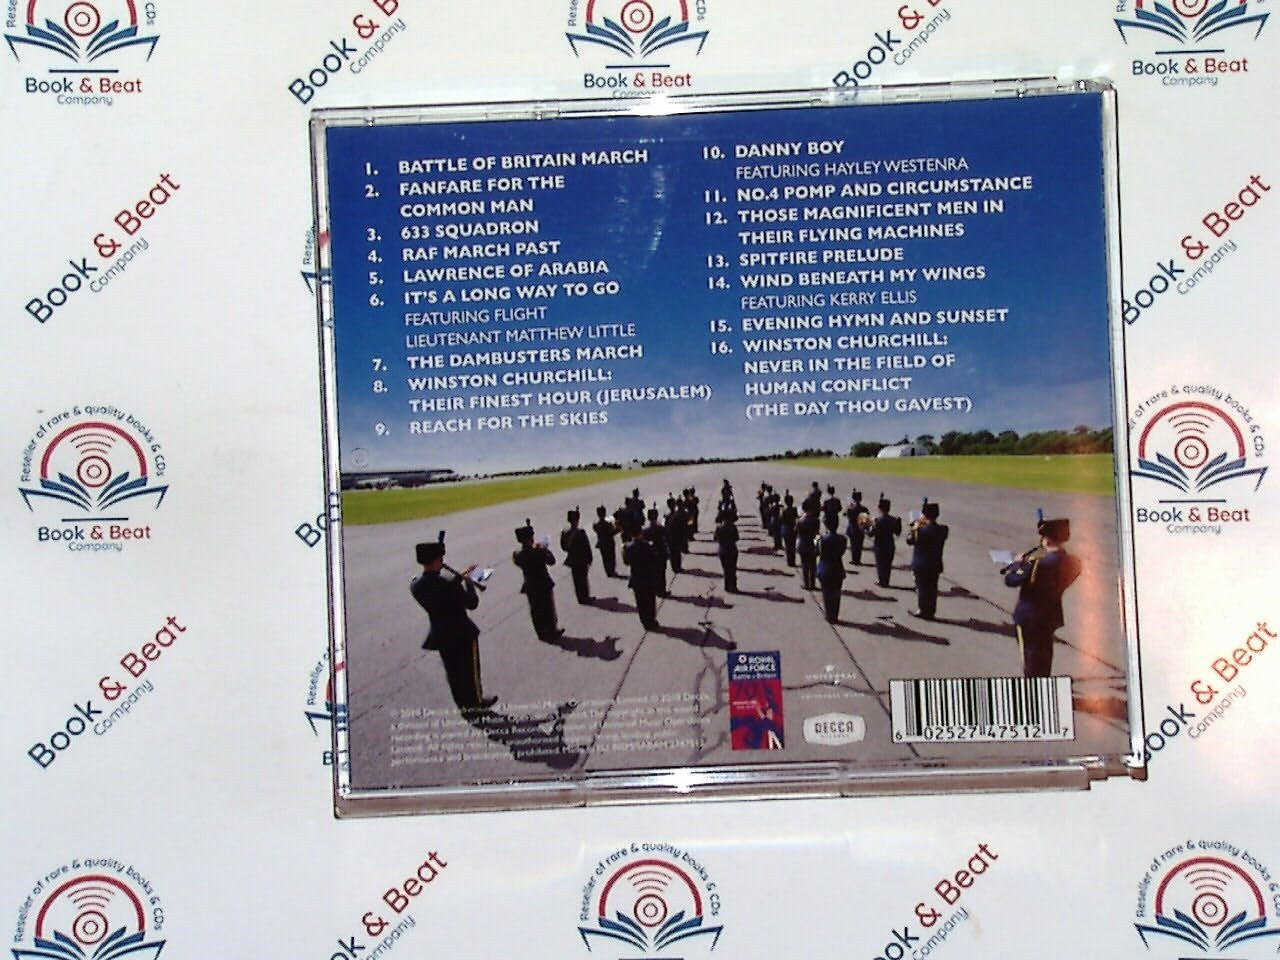 1. BATTLE OF BRITAIN MARCH
2. FANFARE FOR THE
COMMON MAN
3. 633 SQUADRON
4. RAF MARCH PAST
5. LAWRENCE OF ARABIA
6. IT'S A LONG WAY TO GO
FEATURING FLIGHT
LIEUTENANT MATTHEW LITTLE
7. THE DAMBUSTERS MARCH
8. WINSTON CHURCHILL:
THEIR FINEST HOUR (JERUSALEM)
9. REACH FOR THE SKIES
10. DANNY BOY
FEATURING HAYLEY WESTENRA
11. NO.4 POMP AND CIRCUMSTANCE
12. THOSE MAGNIFICENT MEN IN
THEIR FLYING MACHINES
13. SPITFIRE PRELUDE
14. WIND BENEATH MY WINGS
FEATURING KERRY ELLIS
15. EVENING HYMN AND SUNSET
16. WINSTON CHURCHILL:
NEVER IN THE FIELD OF
HUMAN CONFLICT
(THE DAY THOU GAVEST)
ROYAL
AIR FORCE
Battle of Britain
UNIVERSAL
DECCA
6 02527 47512 7
Book & Beat
Company
Book & Beat
Company
Book & Beat
Company
Book & Beat
Company
Book & Beat
Company
Book & Beat
Company
Book & Beat
Company
Reseller of rare & quality books & CDs
Book & Beat
Company
Book & Beat
Company
Book & Beat
Company
Reseller of rare & quality books & CDs
Reseller of rare & quality books & CDs
Reseller of rare & quality books & CDs